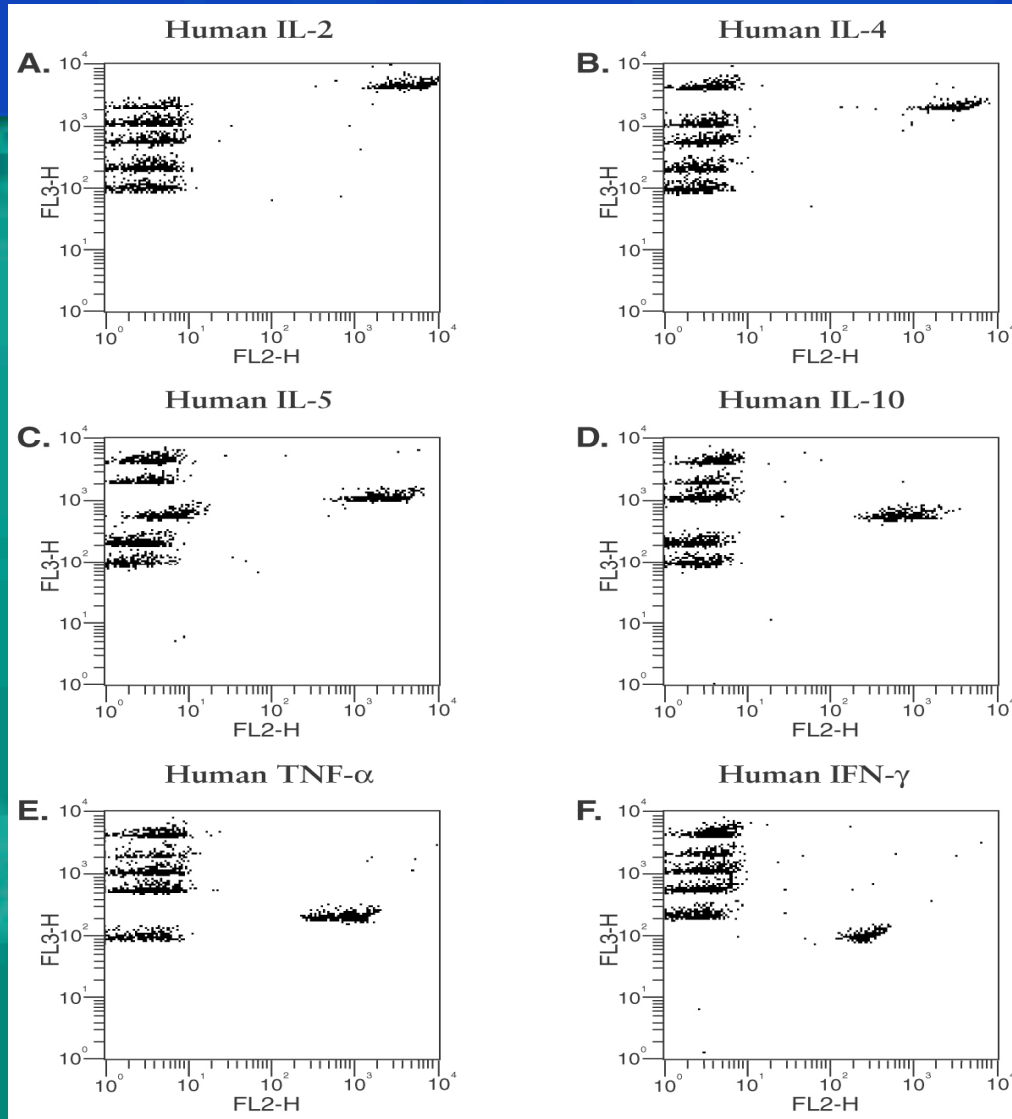 Human IL-2
A.
10⁴
10³
10²
10¹
10⁰
FL3-H
10⁰ 10¹ 10² 10³ 10⁴
FL2-H
Human IL-4
B.
10⁴
10³
10²
10¹
10⁰
FL3-H
10⁰ 10¹ 10² 10³ 10⁴
FL2-H
Human IL-5
C.
10⁴
10³
10²
10¹
10⁰
FL3-H
10⁰ 10¹ 10² 10³ 10⁴
FL2-H
Human IL-10
D.
10⁴
10³
10²
10¹
10⁰
FL3-H
10⁰ 10¹ 10² 10³ 10⁴
FL2-H
Human TNF-α
E.
10⁴
10³
10²
10¹
10⁰
FL3-H
10⁰ 10¹ 10² 10³ 10⁴
FL2-H
Human IFN-γ
F.
10⁴
10³
10²
10¹
10⁰
FL3-H
10⁰ 10¹ 10² 10³ 10⁴
FL2-H